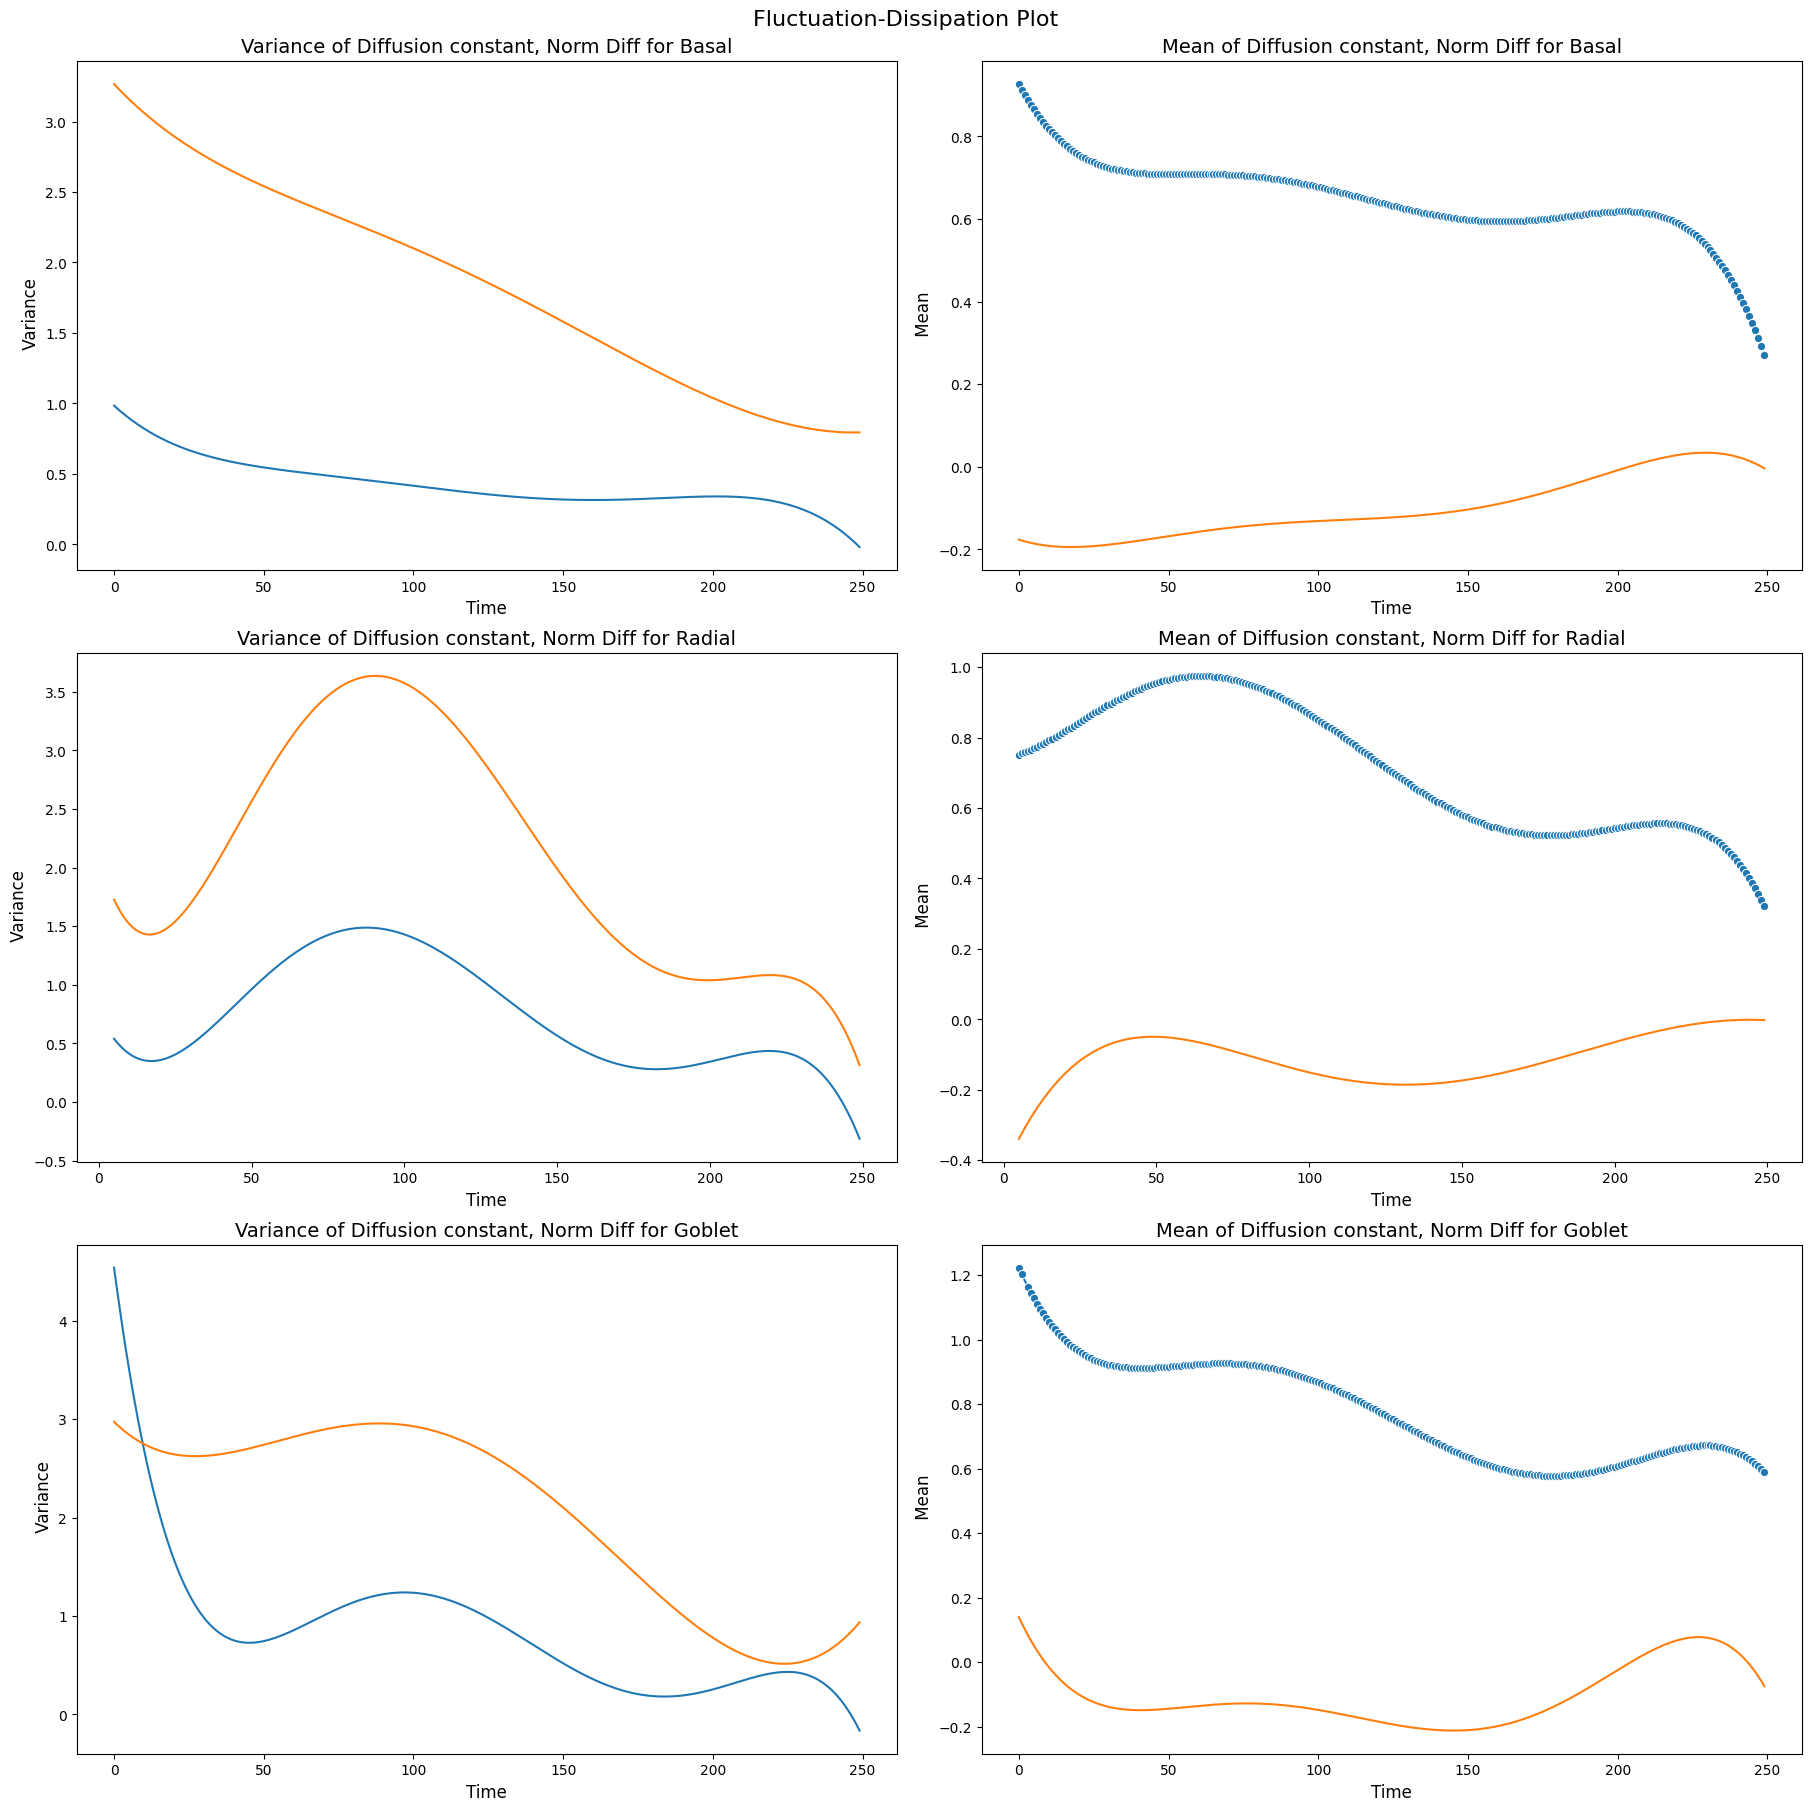 Fluctuation-Dissipation Plot
Variance of Diffusion constant, Norm Diff for Basal
Variance
3.0
2.5
2.0
1.5
1.0
0.5
0.0
0 50 100 150 200 250
Time
Mean of Diffusion constant, Norm Diff for Basal
Mean
0.8
0.6
0.4
0.2
0.0
−0.2
0 50 100 150 200 250
Time
Variance of Diffusion constant, Norm Diff for Radial
Variance
3.5
3.0
2.5
2.0
1.5
1.0
0.5
0.0
−0.5
0 50 100 150 200 250
Time
Mean of Diffusion constant, Norm Diff for Radial
Mean
1.0
0.8
0.6
0.4
0.2
0.0
−0.2
−0.4
0 50 100 150 200 250
Time
Variance of Diffusion constant, Norm Diff for Goblet
Variance
4
3
2
1
0
0 50 100 150 200 250
Time
Mean of Diffusion constant, Norm Diff for Goblet
Mean
1.2
1.0
0.8
0.6
0.4
0.2
0.0
−0.2
0 50 100 150 200 250
Time